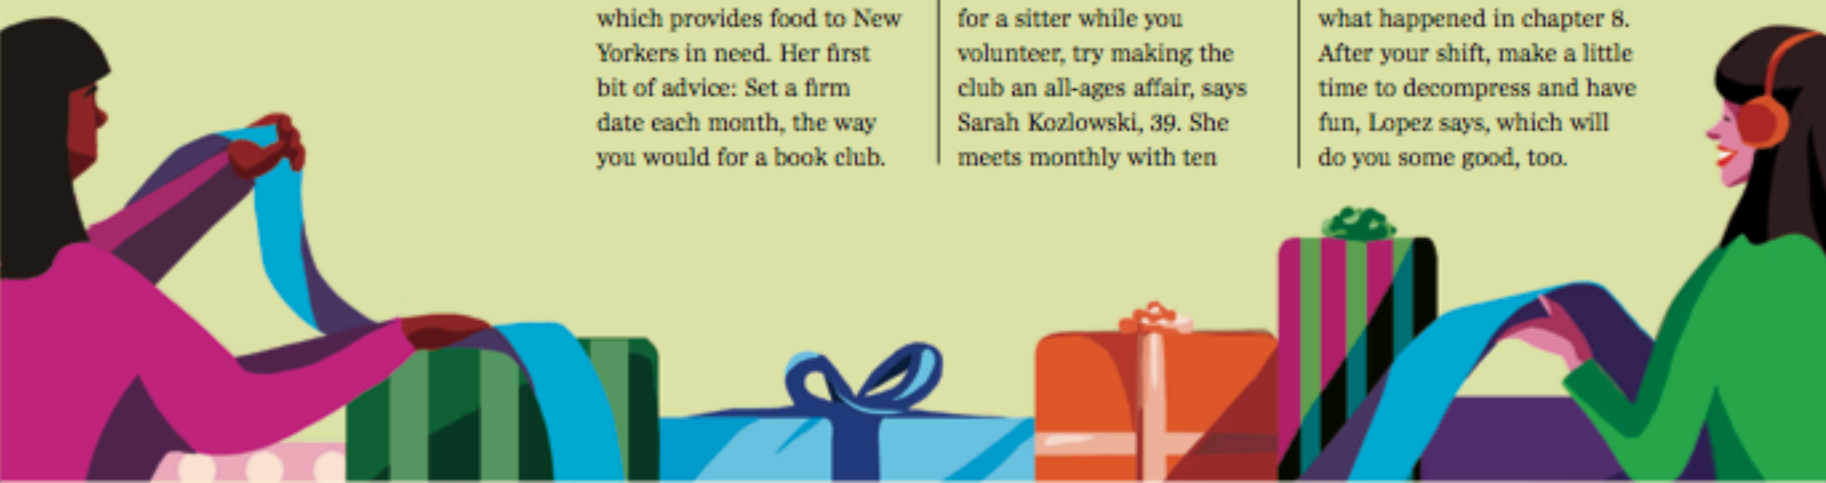 which provides food to New
Yorkers in need. Her first
bit of advice: Set a firm
date each month, the way
you would for a book club.
for a sitter while you
volunteer, try making the
club an all-ages affair, says
Sarah Kozlowski, 39. She
meets monthly with ten
what happened in chapter 8.
After your shift, make a little
time to decompress and have
fun, Lopez says, which will
do you some good, too.